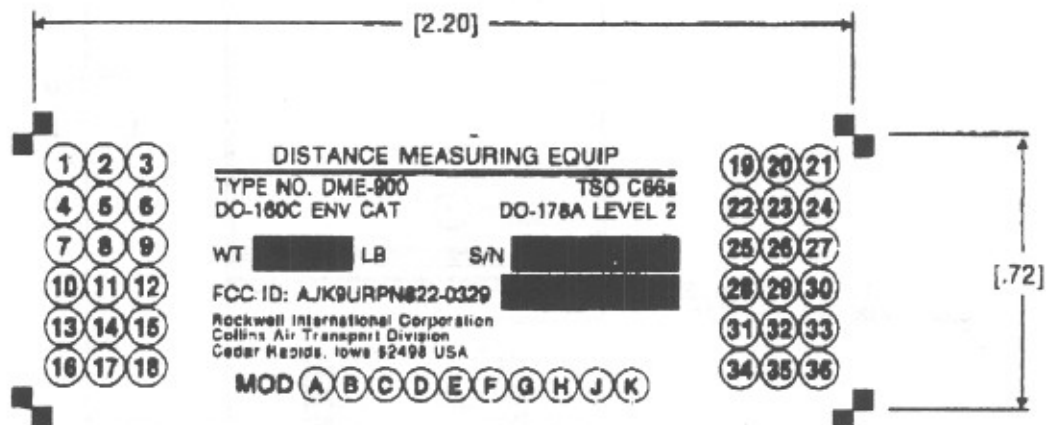 [2.20]
DISTANCE MEASURING EQUIP
TYPE NO. DME-900 TSO C66a
DO-160C ENV CAT DO-178A LEVEL 2
WT LB S/N
FCC ID: AJK9URPN822-0329
Rockwell International Corporation
Collins Air Transport Division
Cedar Rapids, Iowa 52498 USA
MOD A B C D E F G H J K
1 2 3
4 5 6
7 8 9
10 11 12
13 14 15
16 17 18
19 20 21
22 23 24
25 26 27
28 29 30
31 32 33
34 35 36
[.72]